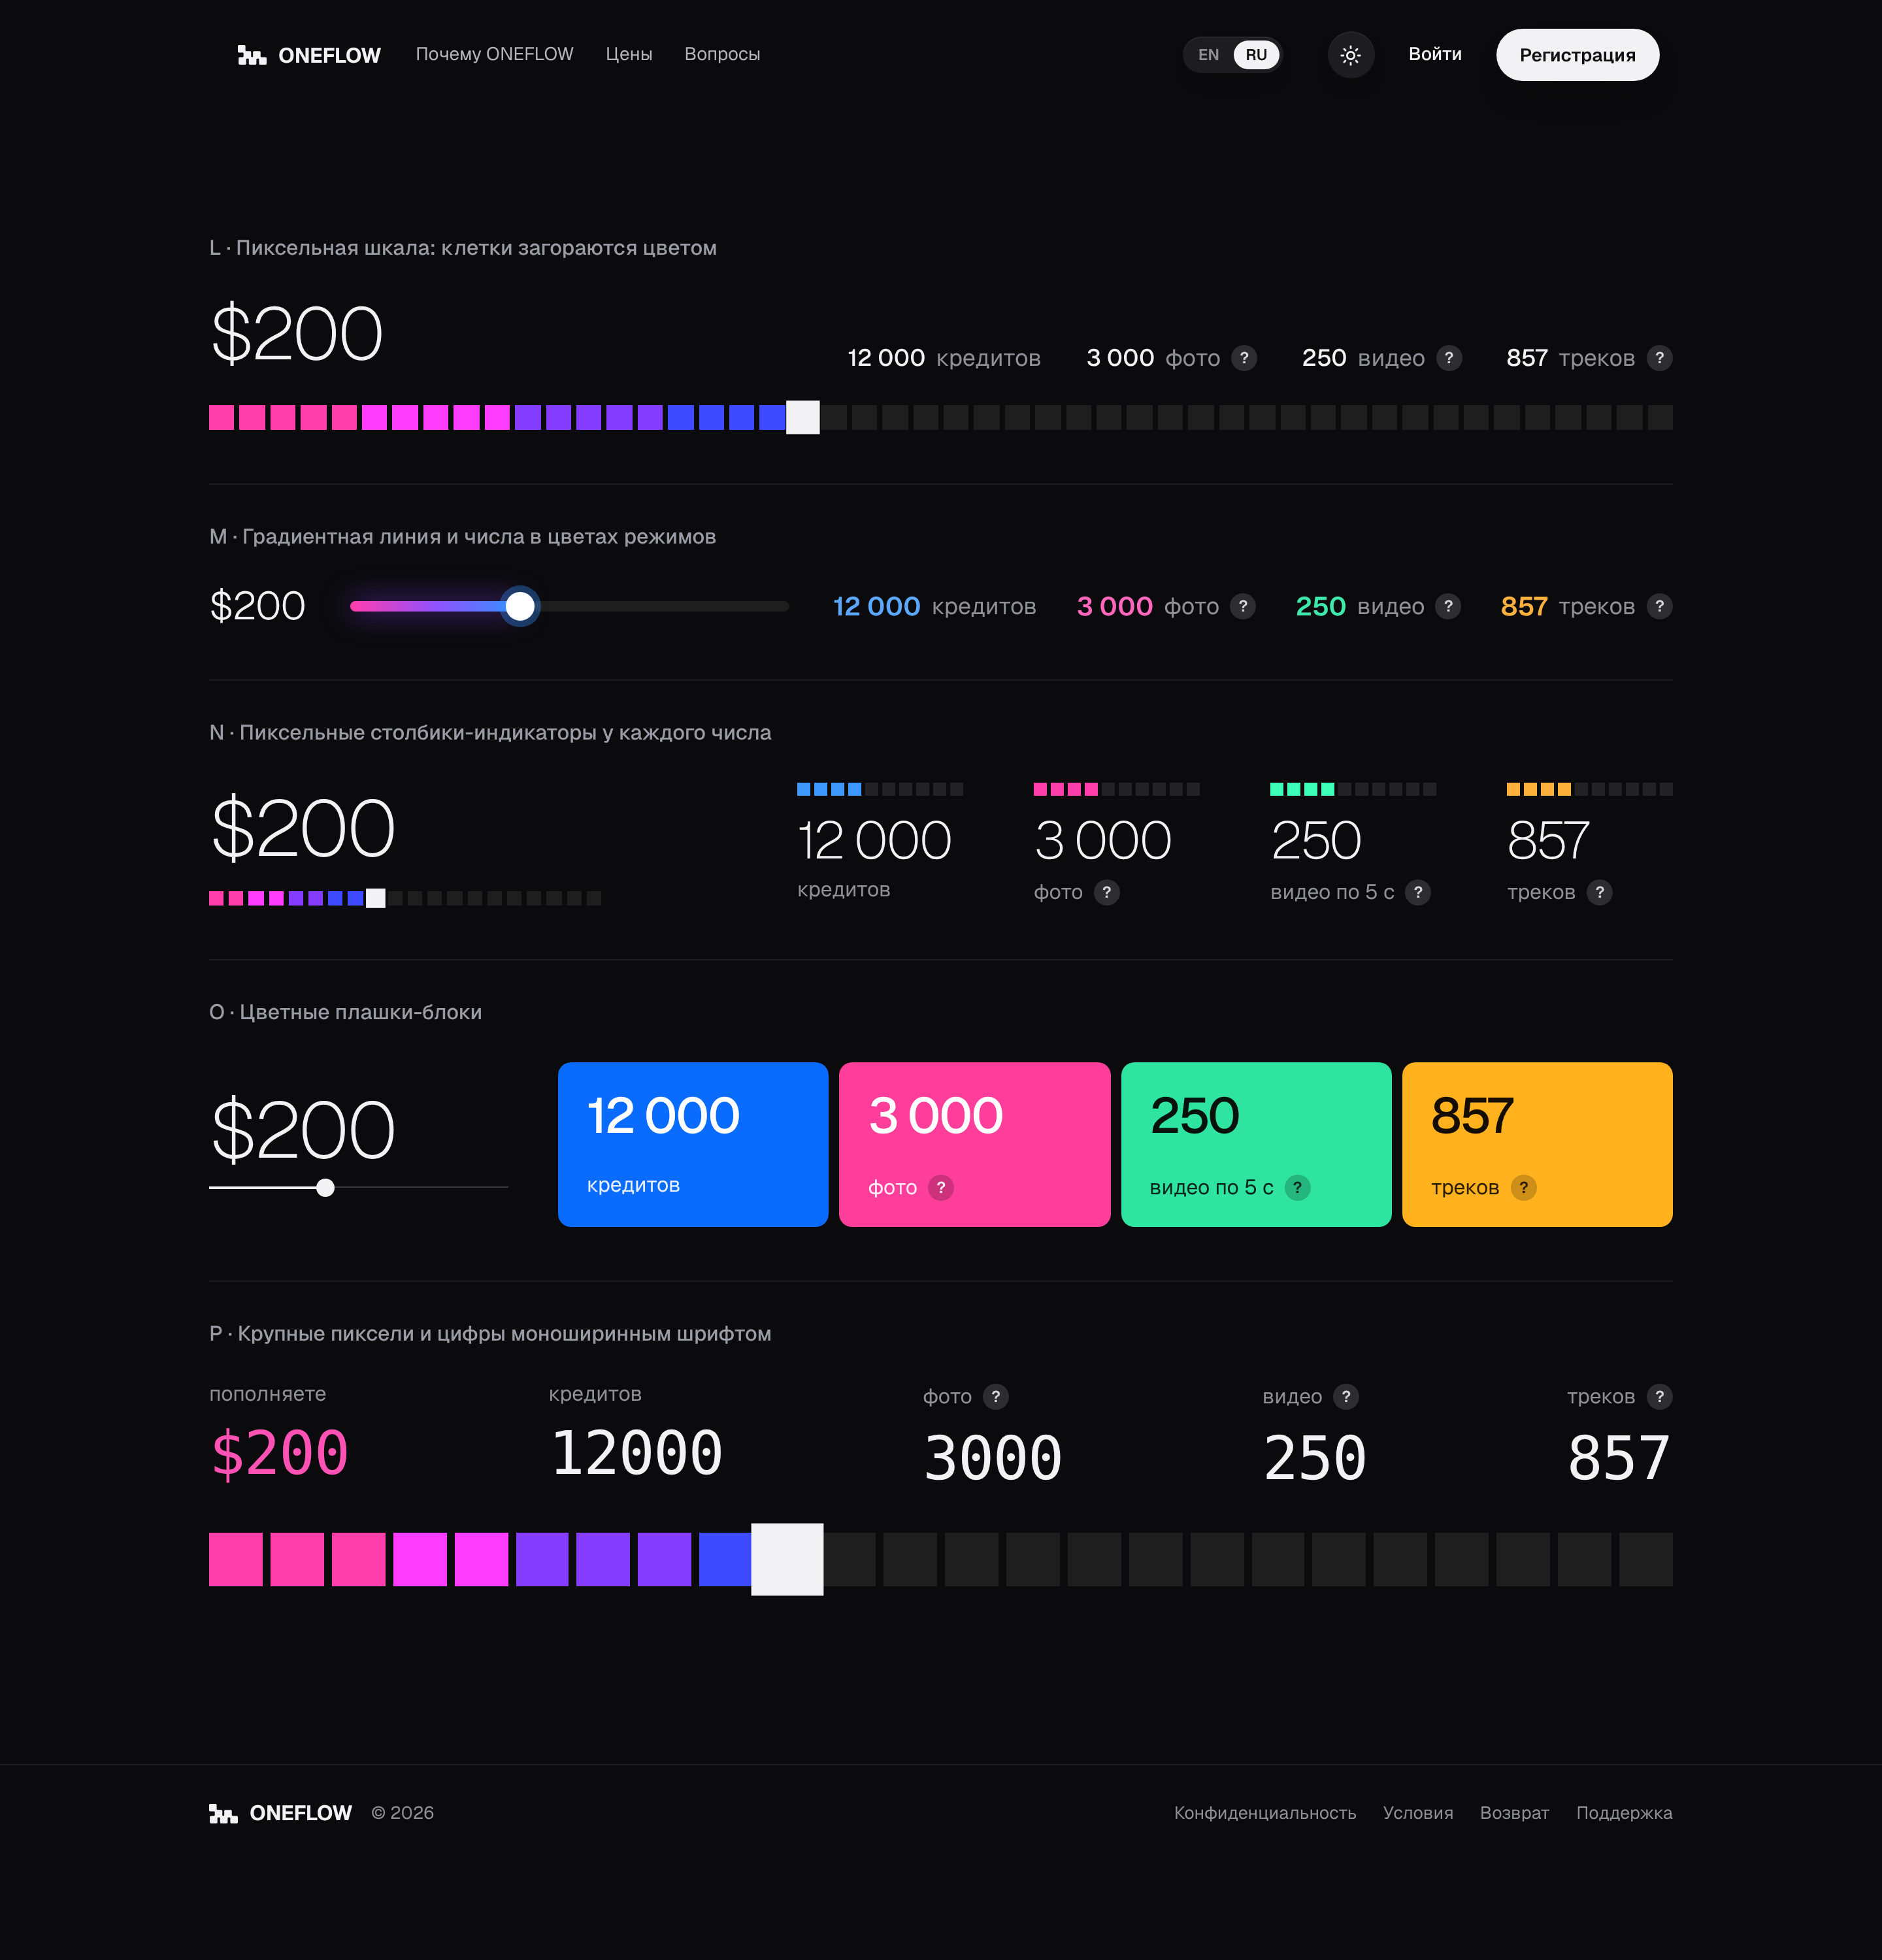 ONEFLOW Почему ONEFLOW Цены Вопросы EN RU Войти Регистрация
L · Пиксельная шкала: клетки загораются цветом
$200
12 000 кредитов 3 000 фото ? 250 видео ? 857 треков ?
M · Градиентная линия и числа в цветах режимов
$200 12 000 кредитов 3 000 фото ? 250 видео ? 857 треков ?
N · Пиксельные столбики-индикаторы у каждого числа
$200 12 000 3 000 250 857
кредитов фото ? видео по 5 с ? треков ?
O · Цветные плашки-блоки
$200 12 000 3 000 250 857
кредитов фото ? видео по 5 с ? треков ?
P · Крупные пиксели и цифры моноширинным шрифтом
пополняете кредитов фото ? видео ? треков ?
$200 12000 3000 250 857
ONEFLOW © 2026 Конфиденциальность Условия Возврат Поддержка